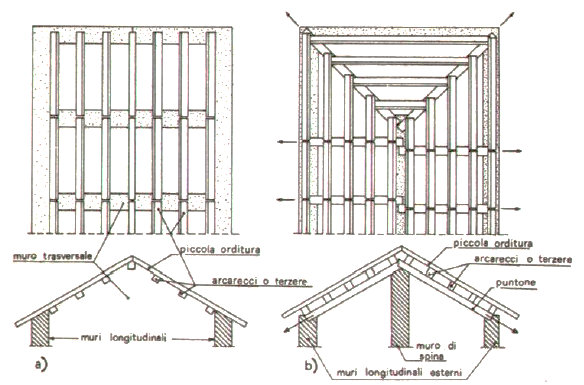 muro trasversale
piccola orditura
arcarecci o terzere
muri longitudinali
a)
piccola orditura
arcarecci o terzere
puntone
muro di
spina
muri longitudinali esterni
b)